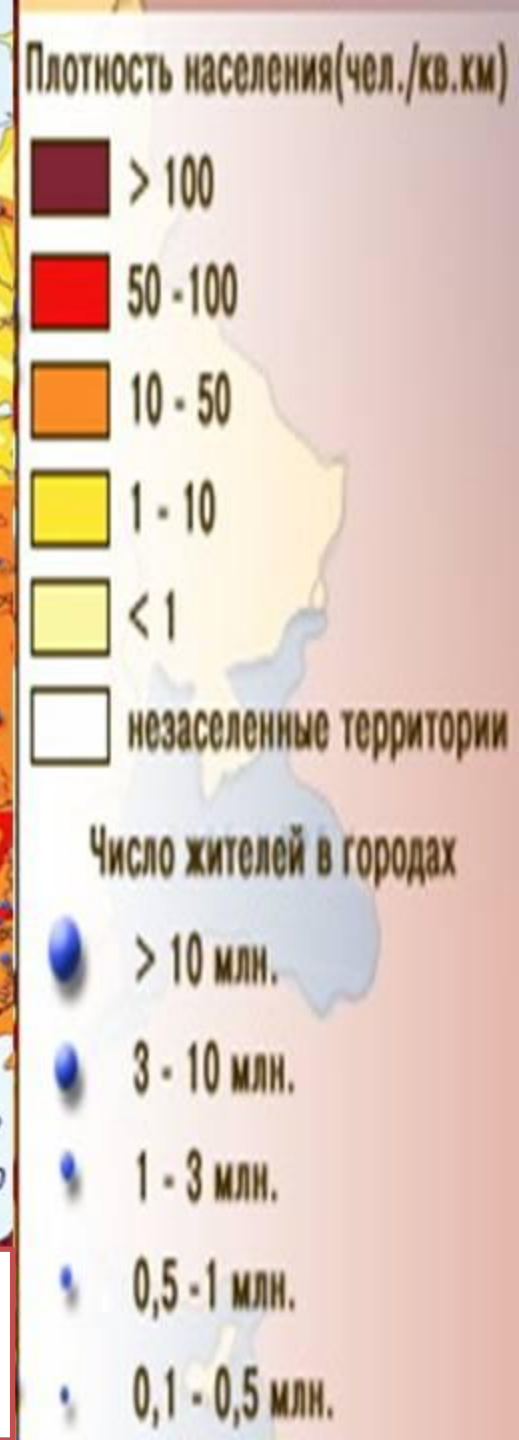 Плотность населения(чел./кв.км)
> 100
50 -100
10 - 50
1 - 10
< 1
незаселенные территории
Число жителей в городах
> 10 млн.
3 - 10 млн.
1 - 3 млн.
0,5 -1 млн.
0,1 - 0,5 млн.